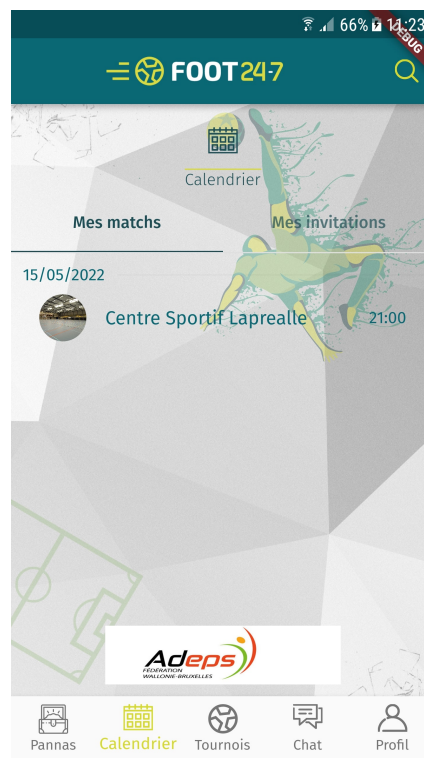 66% 11:23
DEBUG
FOOT24-7
Calendrier
Mes matchs Mes invitations
15/05/2022
Centre Sportif Laprealle 21:00
Adeps
FÉDÉRATION
WALLONIE-BRUXELLES
Pannas Calendrier Tournois Chat Profil